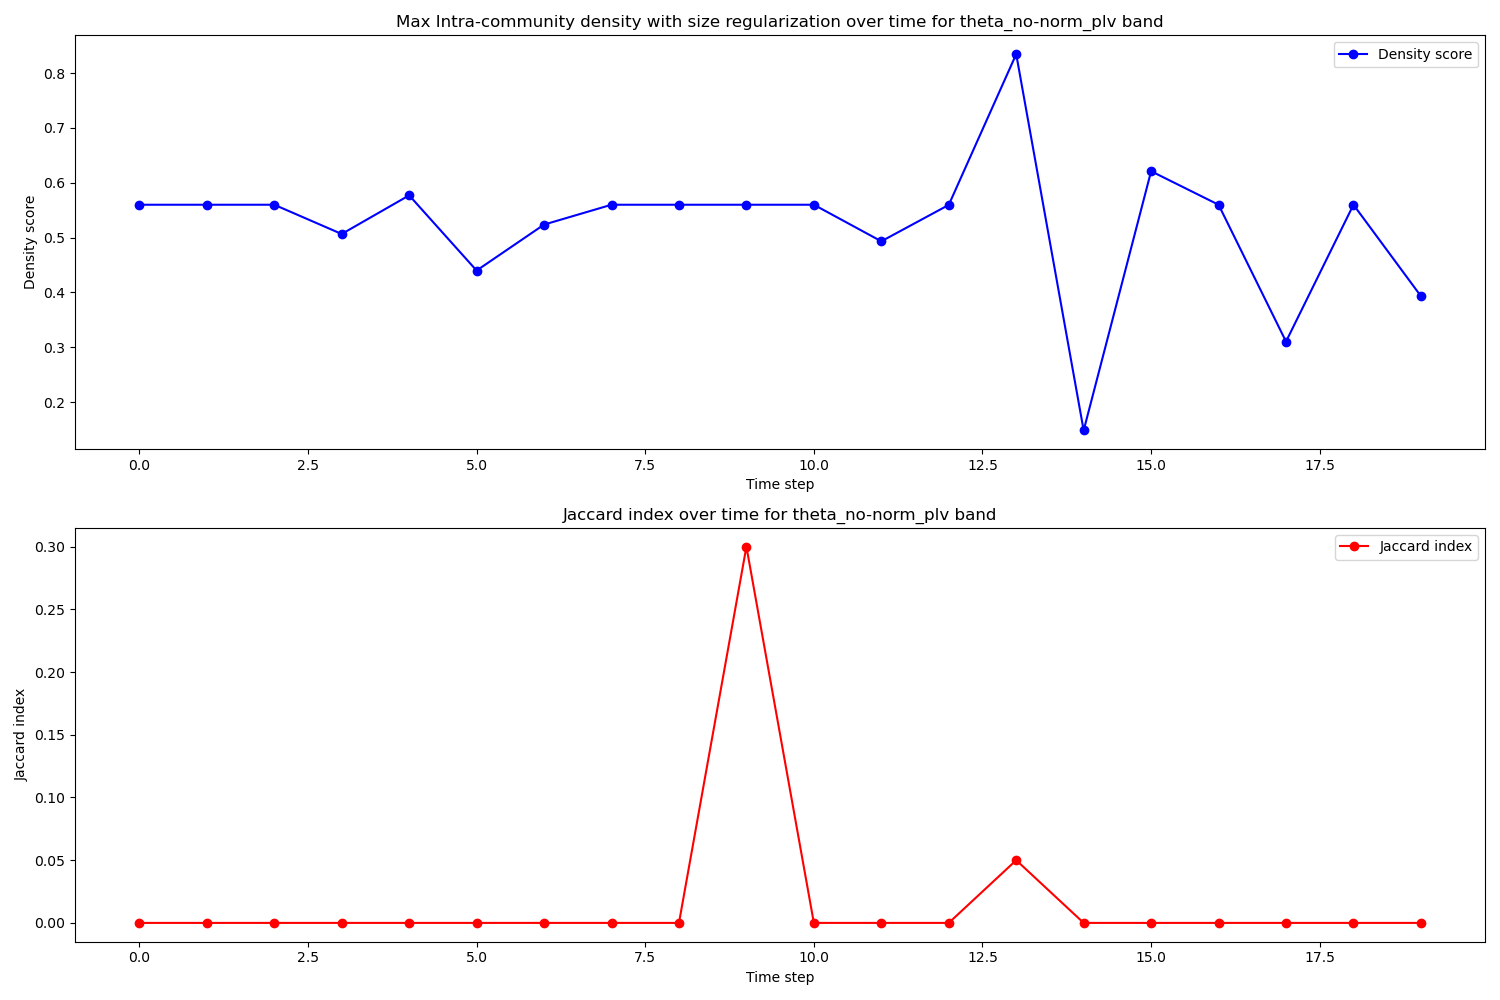 Max Intra-community density with size regularization over time for theta_no-norm_plv band
Density score
0.8
0.7
0.6
0.5
0.4
0.3
0.2
Density score
0.0 2.5 5.0 7.5 10.0 12.5 15.0 17.5
Time step
Jaccard index over time for theta_no-norm_plv band
Jaccard index
0.30
0.25
0.20
0.15
0.10
0.05
0.00
Jaccard index
0.0 2.5 5.0 7.5 10.0 12.5 15.0 17.5
Time step